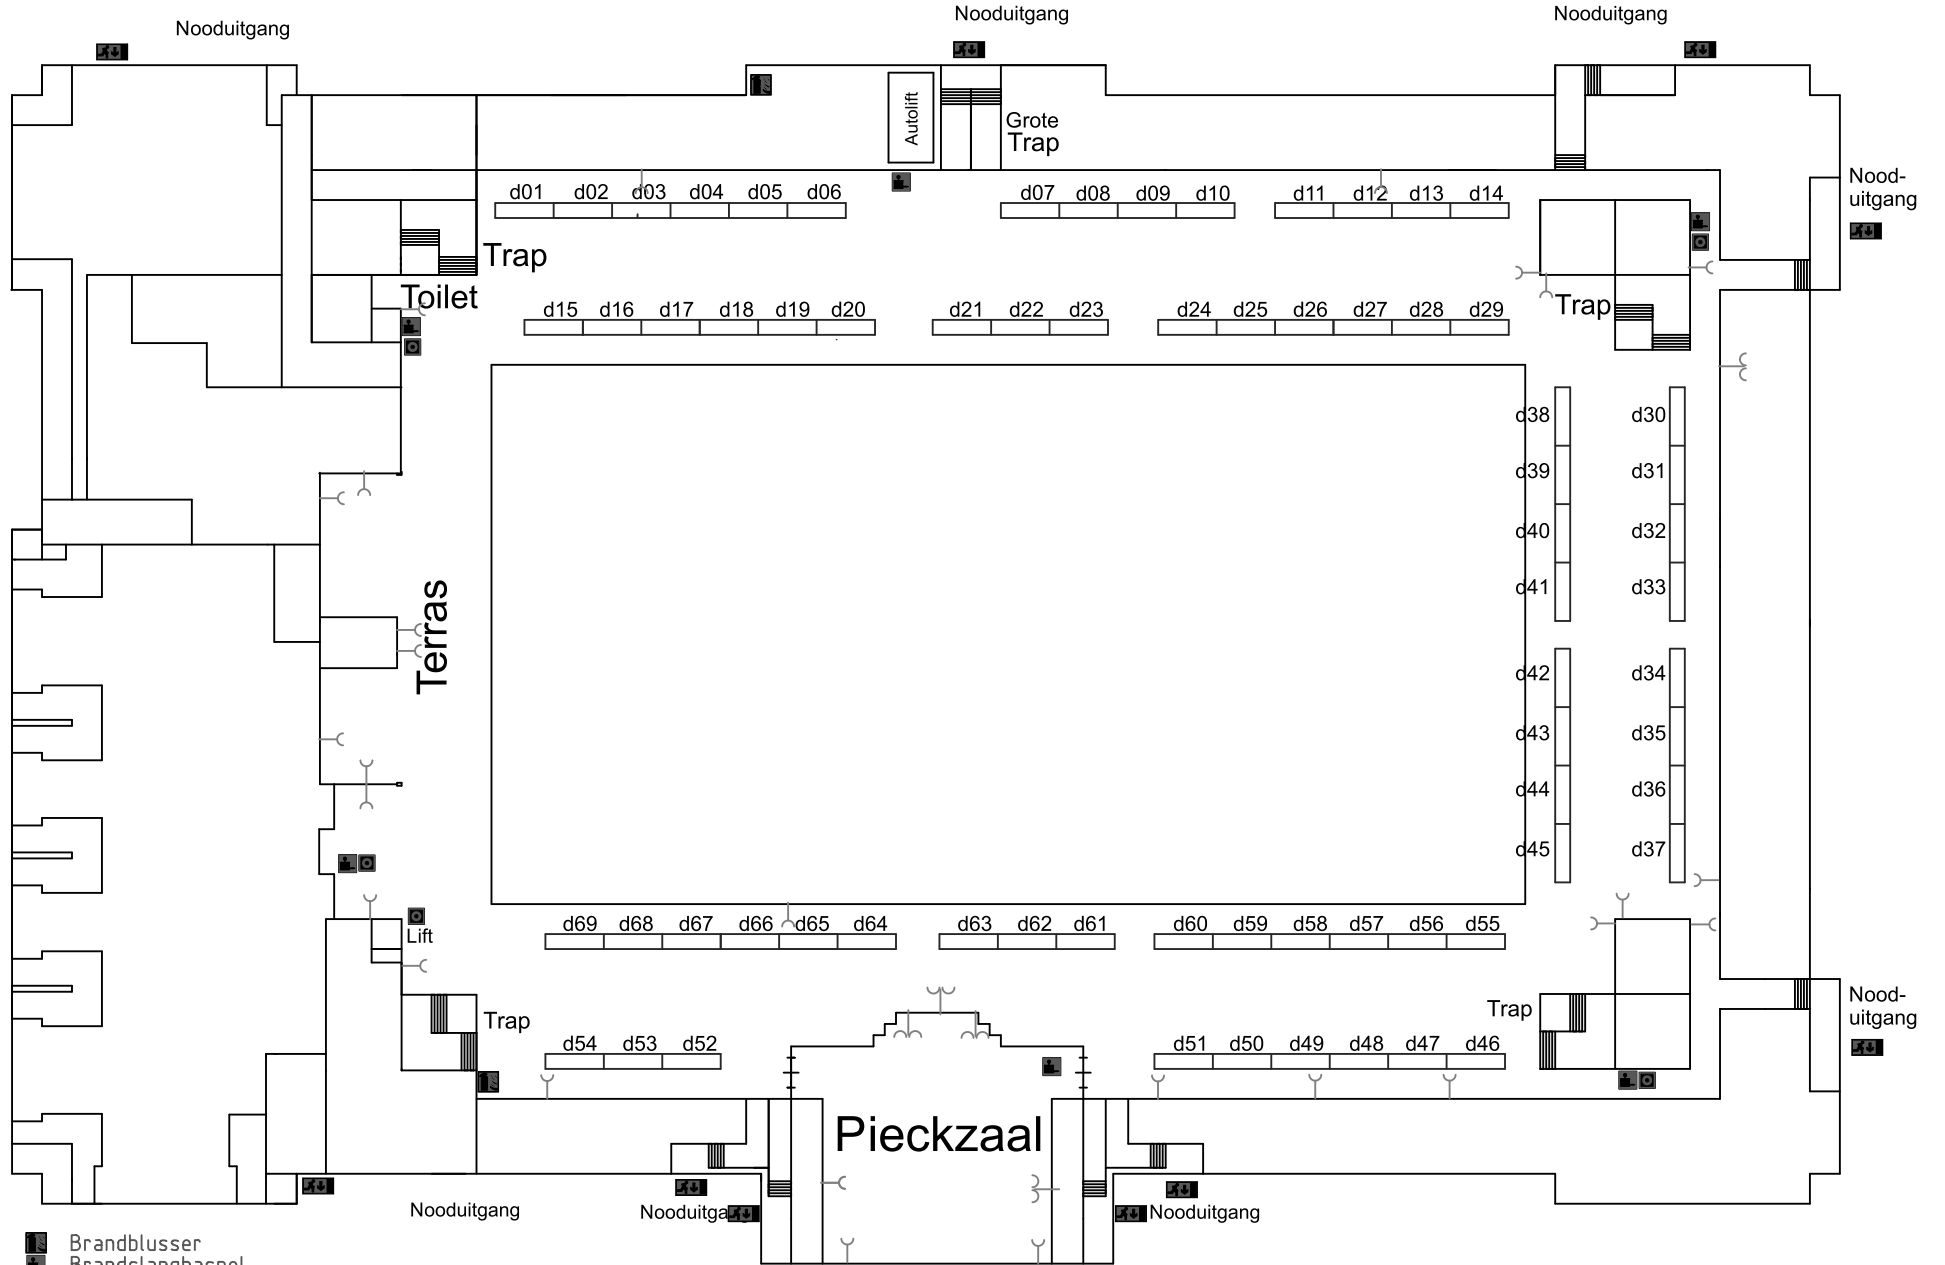 Nooduitgang
Nooduitgang
Nooduitgang
Autolift
Grote
Trap
Nood-
uitgang
d01 d02 d03 d04 d05 d06 d07 d08 d09 d10 d11 d12 d13 d14
Trap
Toilet
d15 d16 d17 d18 d19 d20 d21 d22 d23 d24 d25 d26 d27 d28 d29
Trap
d38 d30
d39 d31
d40 d32
d41 d33
Terras
d42 d34
d43 d35
d44 d36
d45 d37
d69 d68 d67 d66 d65 d64 d63 d62 d61 d60 d59 d58 d57 d56 d55
Lift
Trap
Trap
Nood-
uitgang
d54 d53 d52 d51 d50 d49 d48 d47 d46
Pieckzaal
Nooduitgang
Nooduitga
Nooduitgang
Brandblusser
Brandslanghaspel